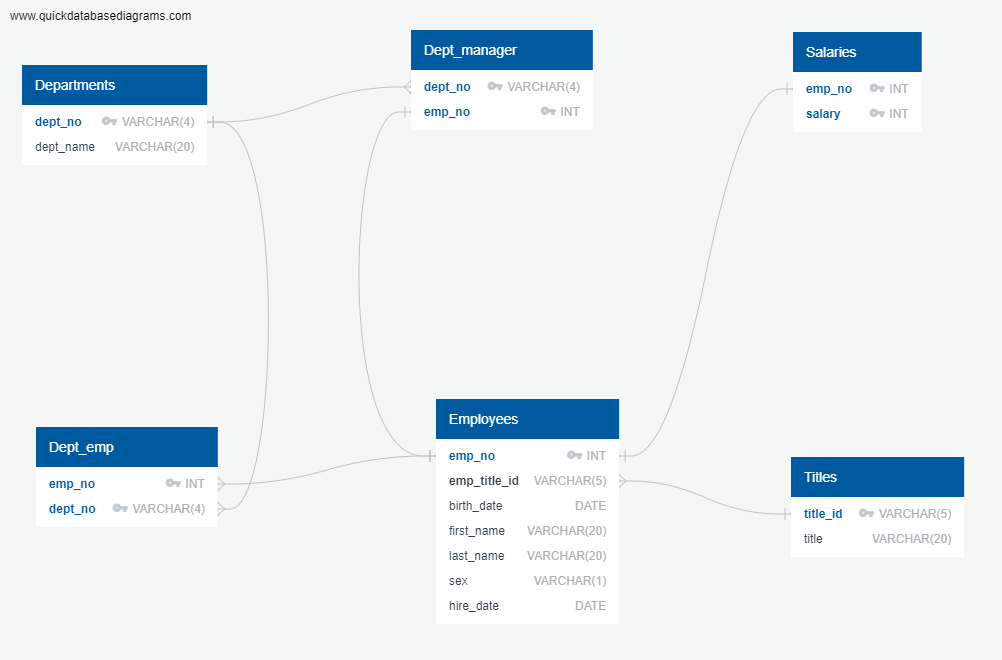 www.quickdatabasediagrams.com
Departments
dept_no VARCHAR(4)
dept_name VARCHAR(20)
Dept_manager
dept_no VARCHAR(4)
emp_no INT
Salaries
emp_no INT
salary INT
Dept_emp
emp_no INT
dept_no VARCHAR(4)
Employees
emp_no INT
emp_title_id VARCHAR(5)
birth_date DATE
first_name VARCHAR(20)
last_name VARCHAR(20)
sex VARCHAR(1)
hire_date DATE
Titles
title_id VARCHAR(5)
title VARCHAR(20)